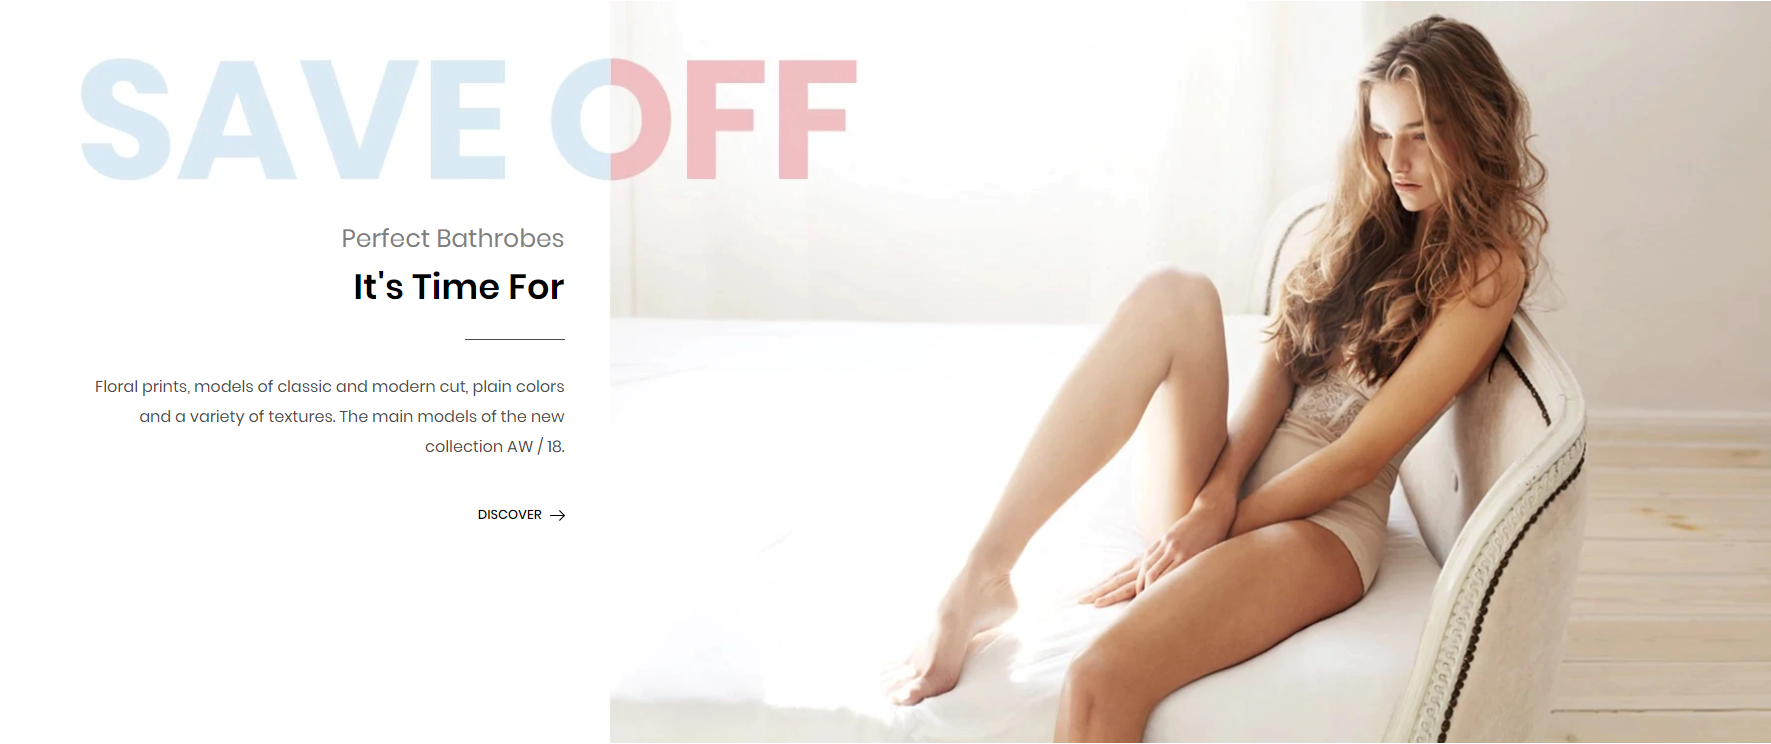 SAVE OFF
Perfect Bathrobes
It's Time For
Floral prints, models of classic and modern cut, plain colors
and a variety of textures. The main models of the new
collection AW / 18.
DISCOVER